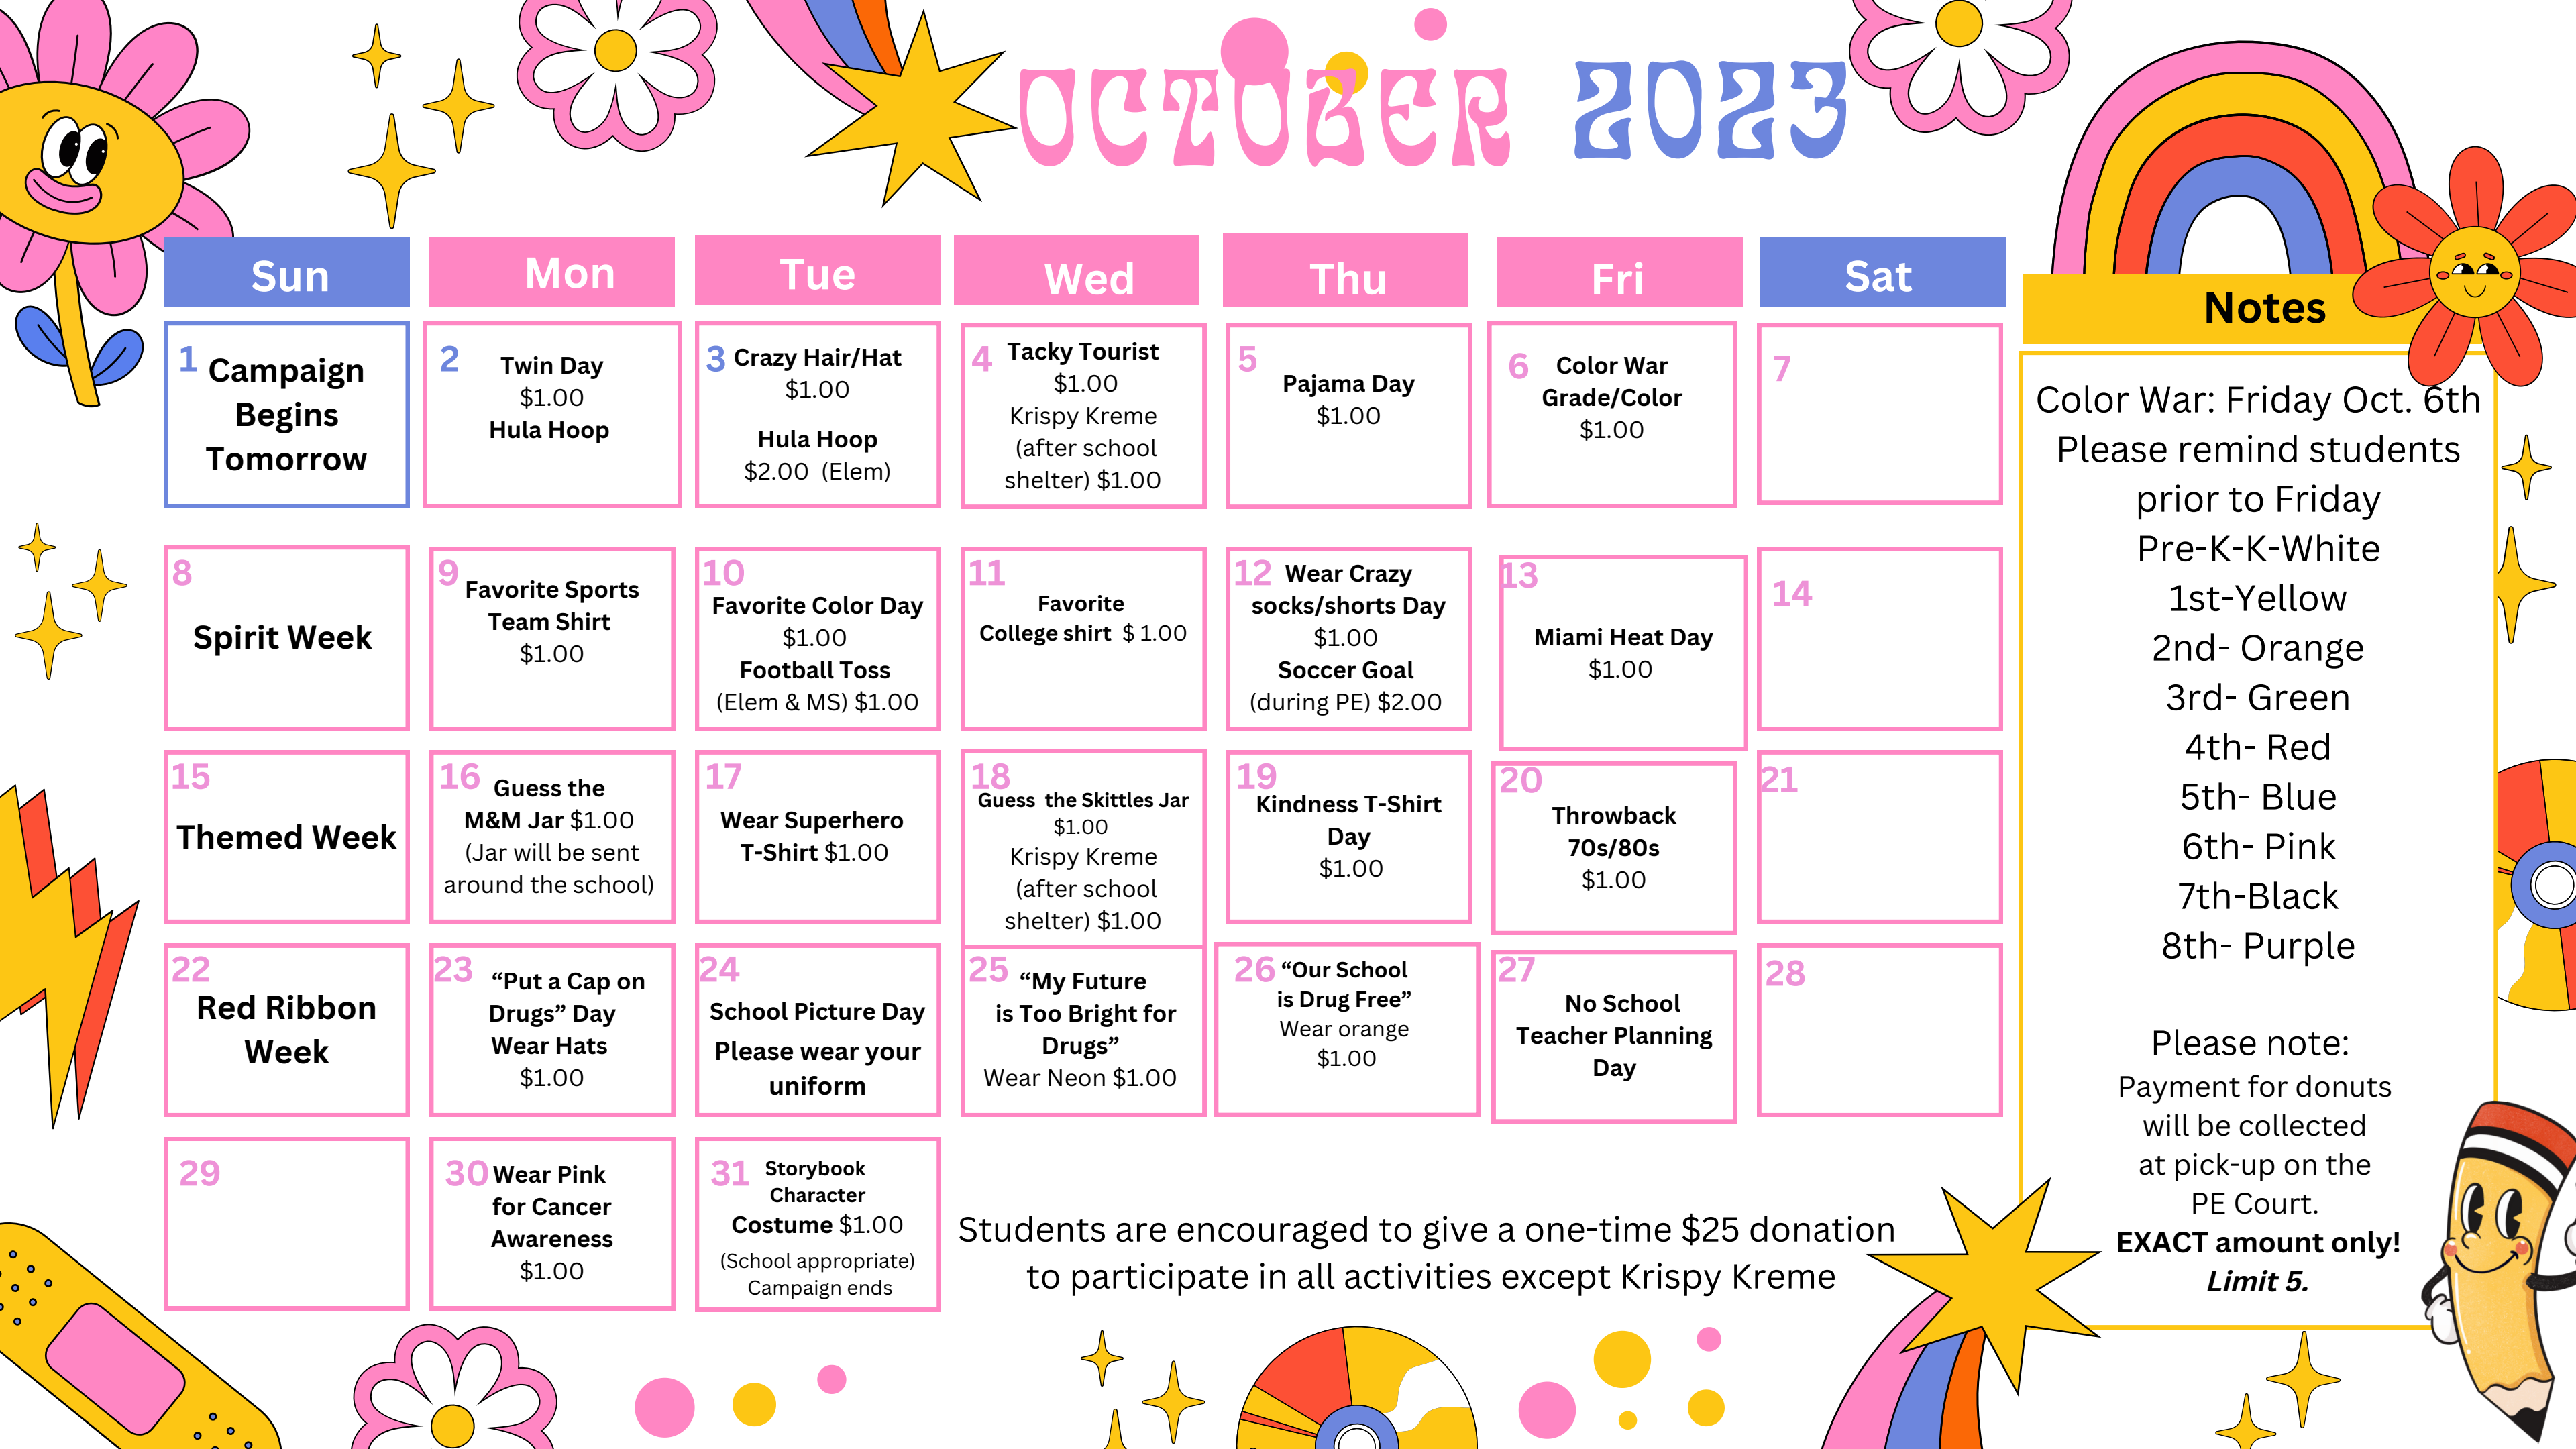 OCTOBER 2023
Sun Mon Tue Wed Thu Fri Sat
1
Campaign
Begins
Tomorrow
2
Twin Day
$1.00
Hula Hoop
3
Crazy Hair/Hat
$1.00
Hula Hoop
$2.00 (Elem)
4
Tacky Tourist
$1.00
Krispy Kreme
(after school
shelter) $1.00
5
Pajama Day
$1.00
6
Color War
Grade/Color
$1.00
7
8
Spirit Week
9
Favorite Sports
Team Shirt
$1.00
10
Favorite Color Day
$1.00
Football Toss
(Elem & MS) $1.00
11
Favorite
College shirt $ 1.00
12
Wear Crazy
socks/shorts Day
$1.00
Soccer Goal
(during PE) $2.00
13
Miami Heat Day
$1.00
14
15
Themed Week
16
Guess the
M&M Jar $1.00
(Jar will be sent
around the school)
17
Wear Superhero
T-Shirt $1.00
18
Guess the Skittles Jar
$1.00
Krispy Kreme
(after school
shelter) $1.00
19
Kindness T-Shirt
Day
$1.00
20
Throwback
70s/80s
$1.00
21
22
Red Ribbon
Week
23
“Put a Cap on
Drugs” Day
Wear Hats
$1.00
24
School Picture Day
Please wear your
uniform
25
“My Future
is Too Bright for
Drugs”
Wear Neon $1.00
26
“Our School
is Drug Free”
Wear orange
$1.00
27
No School
Teacher Planning
Day
28
29
30
Wear Pink
for Cancer
Awareness
$1.00
31
Storybook
Character
Costume $1.00
(School appropriate)
Campaign ends
Students are encouraged to give a one-time $25 donation
to participate in all activities except Krispy Kreme
Notes
Color War: Friday Oct. 6th
Please remind students
prior to Friday
Pre-K-K-White
1st-Yellow
2nd- Orange
3rd- Green
4th- Red
5th- Blue
6th- Pink
7th-Black
8th- Purple
Please note:
Payment for donuts
will be collected
at pick-up on the
PE Court.
EXACT amount only!
Limit 5.